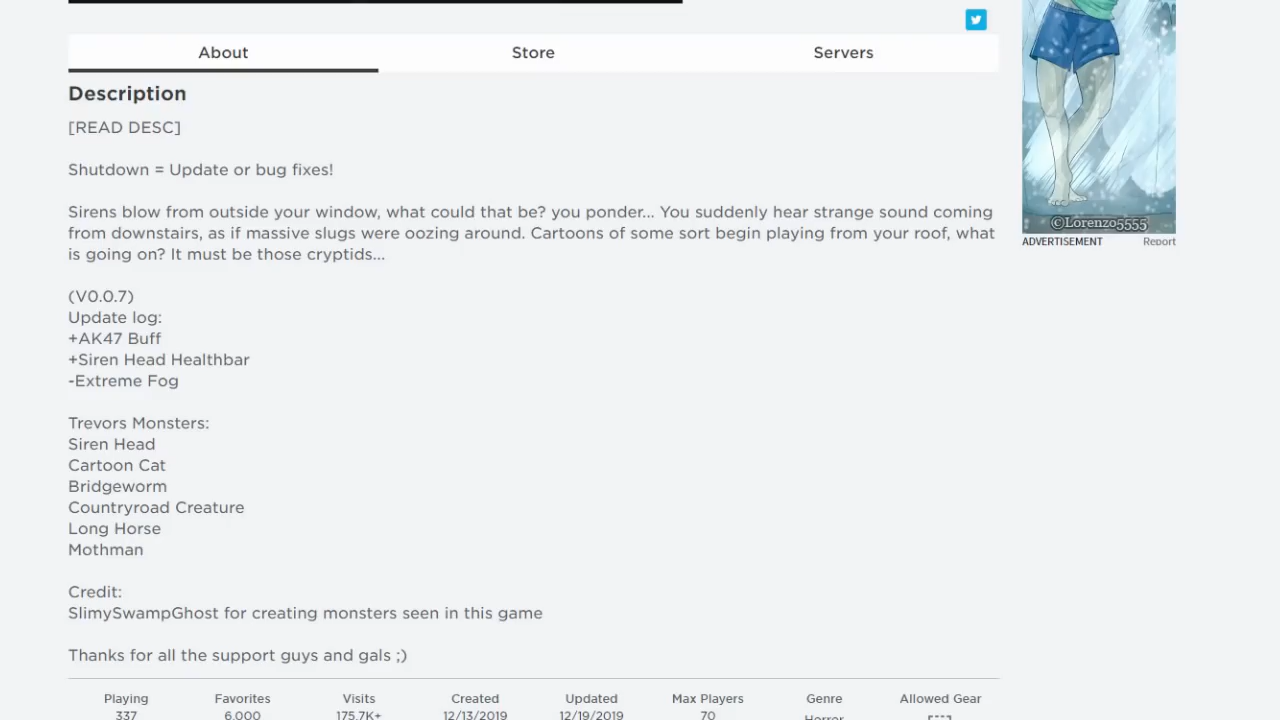 About Store Servers
Description
[READ DESC]
Shutdown = Update or bug fixes!
Sirens blow from outside your window, what could that be? you ponder... You suddenly hear strange sound coming
from downstairs, as if massive slugs were oozing around. Cartoons of some sort begin playing from your roof, what
is going on? It must be those cryptids...
(V0.0.7)
Update log:
+AK47 Buff
+Siren Head Healthbar
-Extreme Fog
Trevors Monsters:
Siren Head
Cartoon Cat
Bridgeworm
Countryroad Creature
Long Horse
Mothman
Credit:
SlimySwampGhost for creating monsters seen in this game
Thanks for all the support guys and gals ;)
Playing Favorites Visits Created Updated Max Players Genre Allowed Gear
337 6,000 175.7K+ 12/13/2019 12/19/2019 70 Horror
©Lorenzo5555
ADVERTISEMENT Report